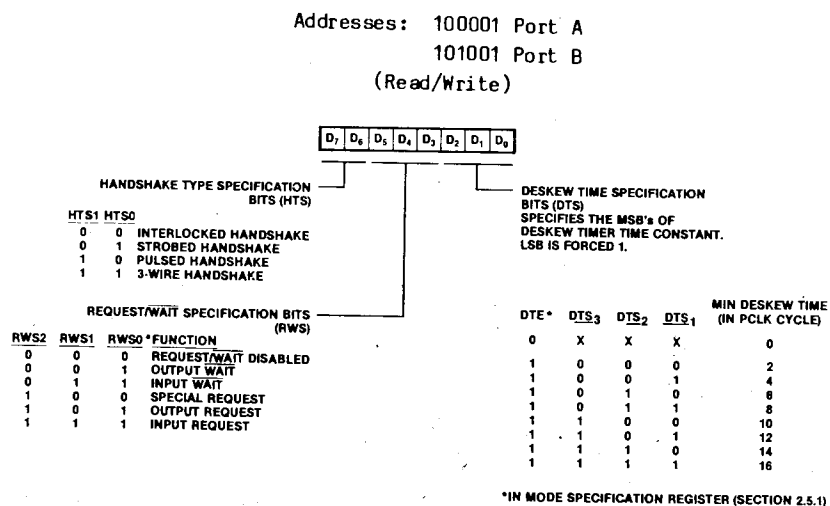 Addresses: 100001 Port A
101001 Port B
(Read/Write)
D7 D6 D5 D4 D3 D2 D1 D0
HANDSHAKE TYPE SPECIFICATION
BITS (HTS)
HTS1 HTS0
0 0 INTERLOCKED HANDSHAKE
0 1 STROBED HANDSHAKE
1 0 PULSED HANDSHAKE
1 1 3-WIRE HANDSHAKE
REQUEST/WAIT SPECIFICATION BITS
(RWS)
RWS2 RWS1 RWS0 *FUNCTION
0 0 0 REQUEST/WAIT DISABLED
0 0 1 OUTPUT WAIT
0 1 1 INPUT WAIT
1 0 0 SPECIAL REQUEST
1 0 1 OUTPUT REQUEST
1 1 1 INPUT REQUEST
DESKEW TIME SPECIFICATION
BITS (DTS)
SPECIFIES THE MSB's OF
DESKEW TIMER TIME CONSTANT.
LSB IS FORCED 1.
MIN DESKEW TIME
DTE* DTS3 DTS2 DTS1 (IN PCLK CYCLE)
0 X X X 0
1 0 0 0 2
1 0 0 1 4
1 0 1 0 6
1 0 1 1 8
1 1 0 0 10
1 1 0 1 12
1 1 1 0 14
1 1 1 1 16
*IN MODE SPECIFICATION REGISTER (SECTION 2.5.1)